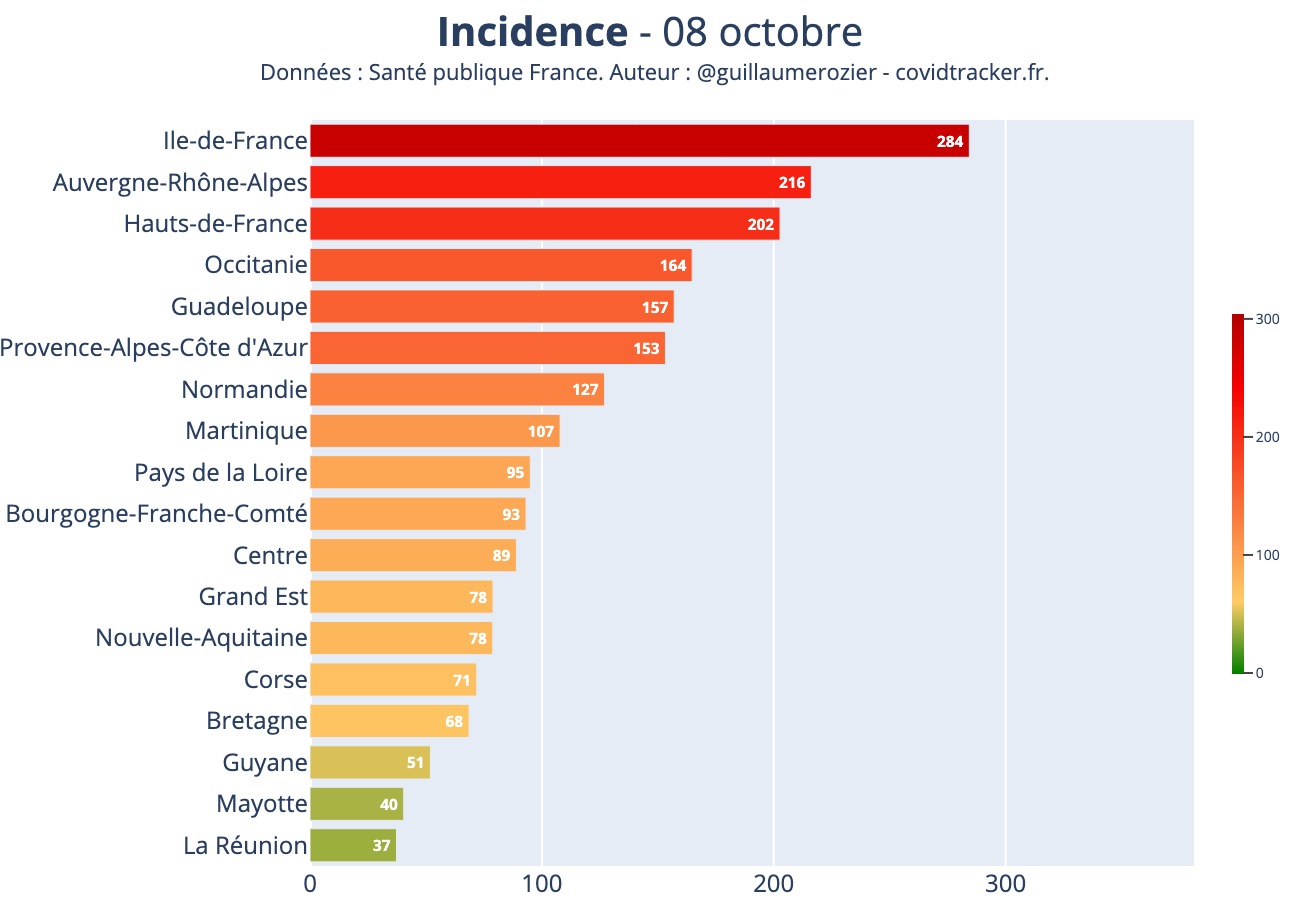 Incidence - 08 octobre
Données : Santé publique France. Auteur : @guillaumerozier - covidtracker.fr.
Ile-de-France 284
Auvergne-Rhône-Alpes 216
Hauts-de-France 202
Occitanie 164
Guadeloupe 157
Provence-Alpes-Côte d'Azur 153
Normandie 127
Martinique 107
Pays de la Loire 95
Bourgogne-Franche-Comté 93
Centre 89
Grand Est 78
Nouvelle-Aquitaine 78
Corse 71
Bretagne 68
Guyane 51
Mayotte 40
La Réunion 37
0 100 200 300
300
200
100
0